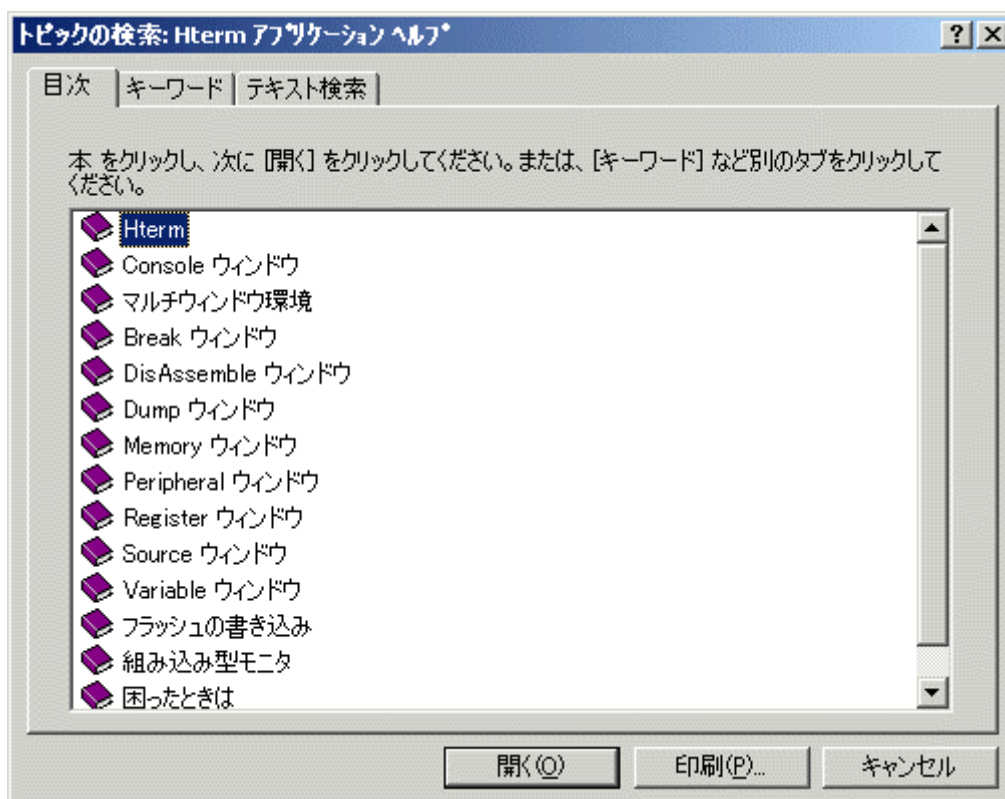 トピックの検索: Hterm アプリケーション ヘルプ
目次
キーワード
テキスト検索
本 をクリックし、次に [開く] をクリックしてください。または、[キーワード] など別のタブをクリックして
ください。
Hterm
Console ウィンドウ
マルチウィンドウ環境
Break ウィンドウ
DisAssemble ウィンドウ
Dump ウィンドウ
Memory ウィンドウ
Peripheral ウィンドウ
Register ウィンドウ
Source ウィンドウ
Variable ウィンドウ
フラッシュの書き込み
組み込み型モニタ
困ったときは
開く(O)
印刷(P)...
キャンセル